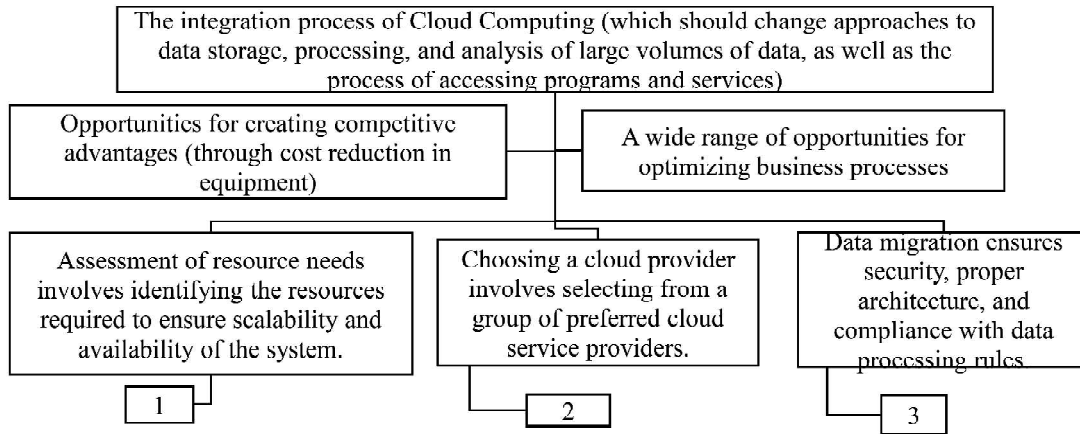 The integration process of Cloud Computing (which should change approaches to
data storage, processing, and analysis of large volumes of data, as well as the
process of accessing programs and services)
Opportunities for creating competitive
advantages (through cost reduction in
equipment)
A wide range of opportunities for
optimizing business processes
Assessment of resource needs
involves identifying the resources
required to ensure scalability and
availability of the system.
Choosing a cloud provider
involves selecting from a
group of preferred cloud
service providers.
Data migration ensures
security, proper
architecture, and
compliance with data
processing rules.
1
2
3